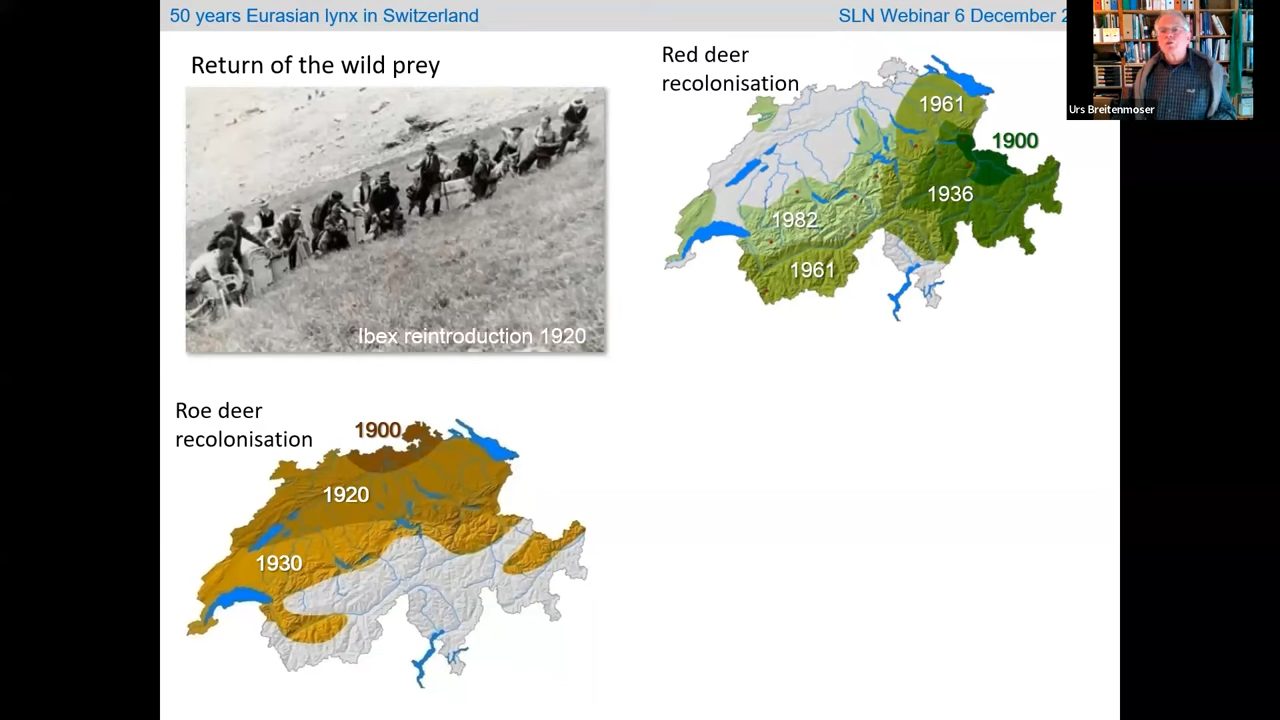 50 years Eurasian lynx in Switzerland
SLN Webinar 6 December
Urs Breitenmoser
Return of the wild prey
Ibex reintroduction 1920
Red deer
recolonisation
1961
1900
1936
1982
1961
Roe deer
recolonisation
1900
1920
1930